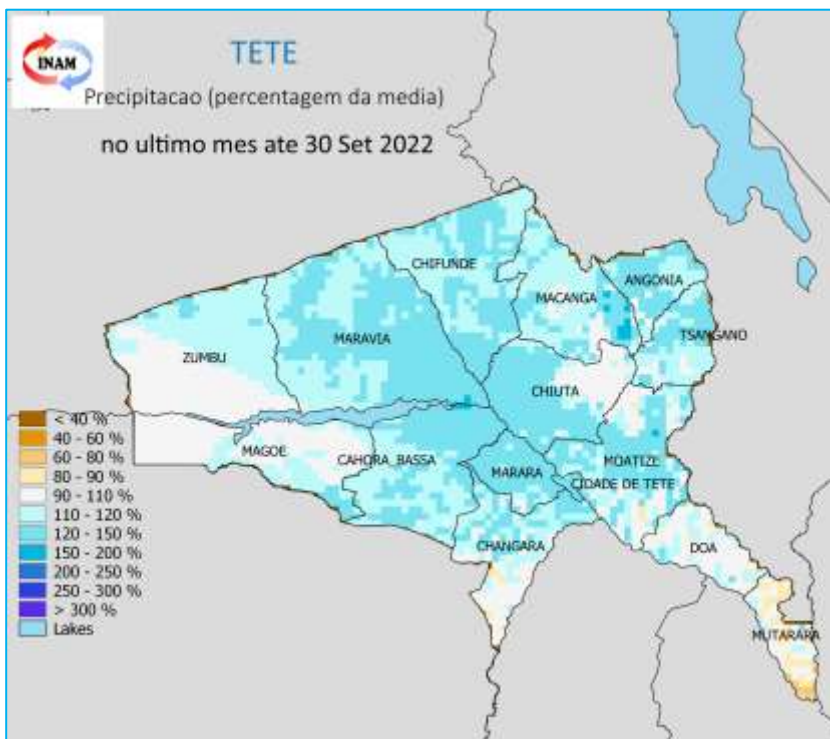 INAM
TETE
Precipitacao (percentagem da media)
no ultimo mes ate 30 Set 2022
CHIFUNDE
MACANGA
ANGONIA
TSANGANO
ZUMBU
MARAVIA
CHIUTA
MAGOE
CAHORA_BASSA
MARARA
MOATIZE
CIDADE DE TETE
CHANGARA
DOA
MUTARARA
< 40 %
40 - 60 %
60 - 80 %
80 - 90 %
90 - 110 %
110 - 120 %
120 - 150 %
150 - 200 %
200 - 250 %
250 - 300 %
> 300 %
Lakes